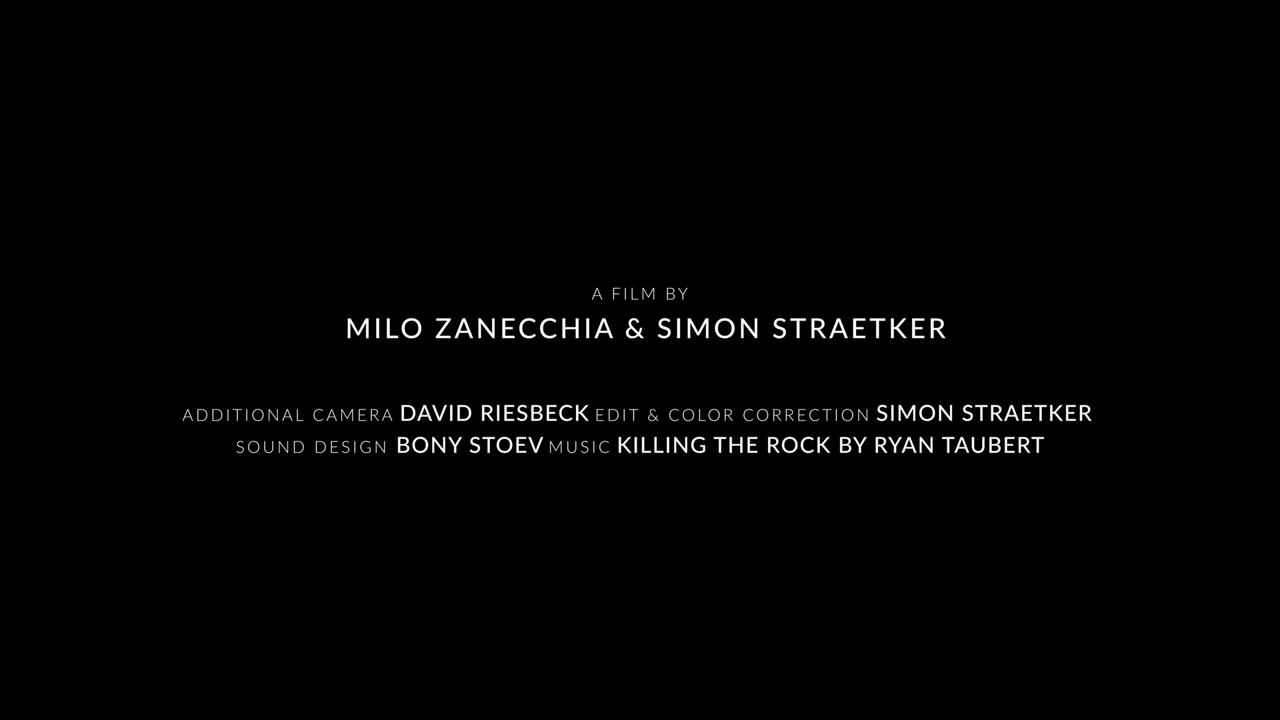 A FILM BY
MILO ZANECCHIA & SIMON STRAETKER
ADDITIONAL CAMERA DAVID RIESBECK EDIT & COLOR CORRECTION SIMON STRAETKER
SOUND DESIGN BONY STOEV MUSIC KILLING THE ROCK BY RYAN TAUBERT